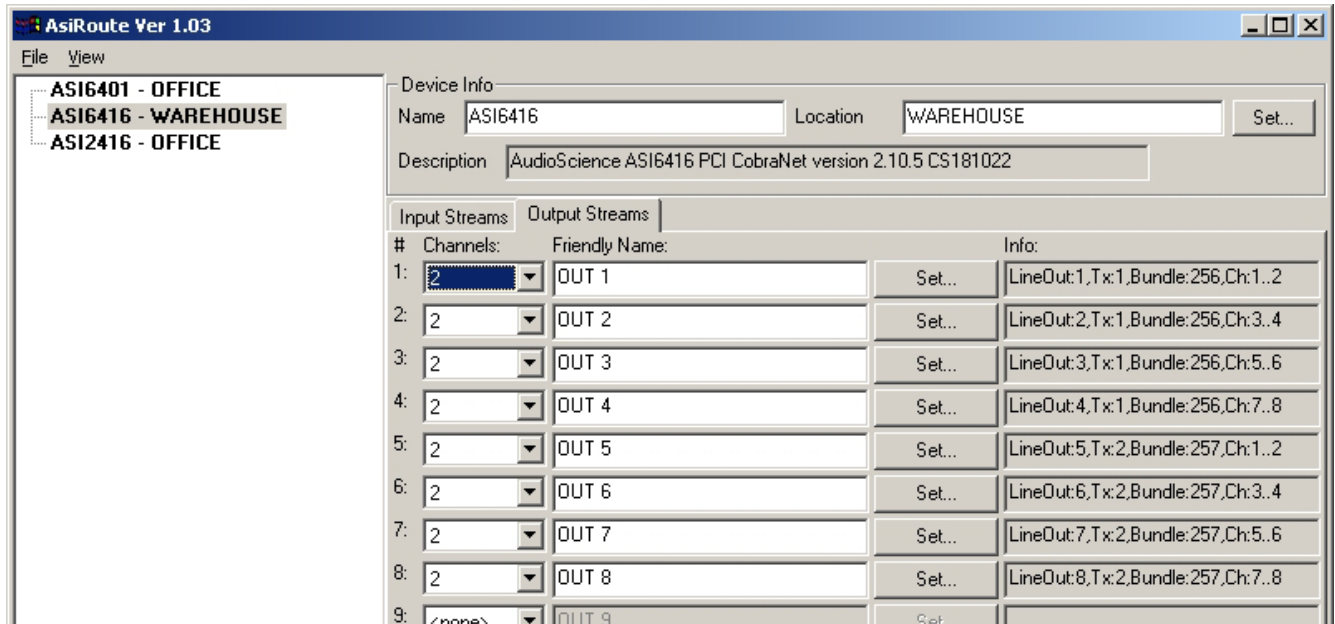 AsiRoute Ver 1.03
File View
ASI6401 - OFFICE
ASI6416 - WAREHOUSE
ASI2416 - OFFICE
Device Info
Name ASI6416 Location WAREHOUSE Set...
Description AudioScience ASI6416 PCI CobraNet version 2.10.5 CS181022
Input Streams Output Streams
# Channels: Friendly Name: Info:
1: 2 OUT 1 Set... LineOut:1,Tx:1,Bundle:256,Ch:1..2
2: 2 OUT 2 Set... LineOut:2,Tx:1,Bundle:256,Ch:3..4
3: 2 OUT 3 Set... LineOut:3,Tx:1,Bundle:256,Ch:5..6
4: 2 OUT 4 Set... LineOut:4,Tx:1,Bundle:256,Ch:7..8
5: 2 OUT 5 Set... LineOut:5,Tx:2,Bundle:257,Ch:1..2
6: 2 OUT 6 Set... LineOut:6,Tx:2,Bundle:257,Ch:3..4
7: 2 OUT 7 Set... LineOut:7,Tx:2,Bundle:257,Ch:5..6
8: 2 OUT 8 Set... LineOut:8,Tx:2,Bundle:257,Ch:7..8
9: <none> OUT 9 Set...